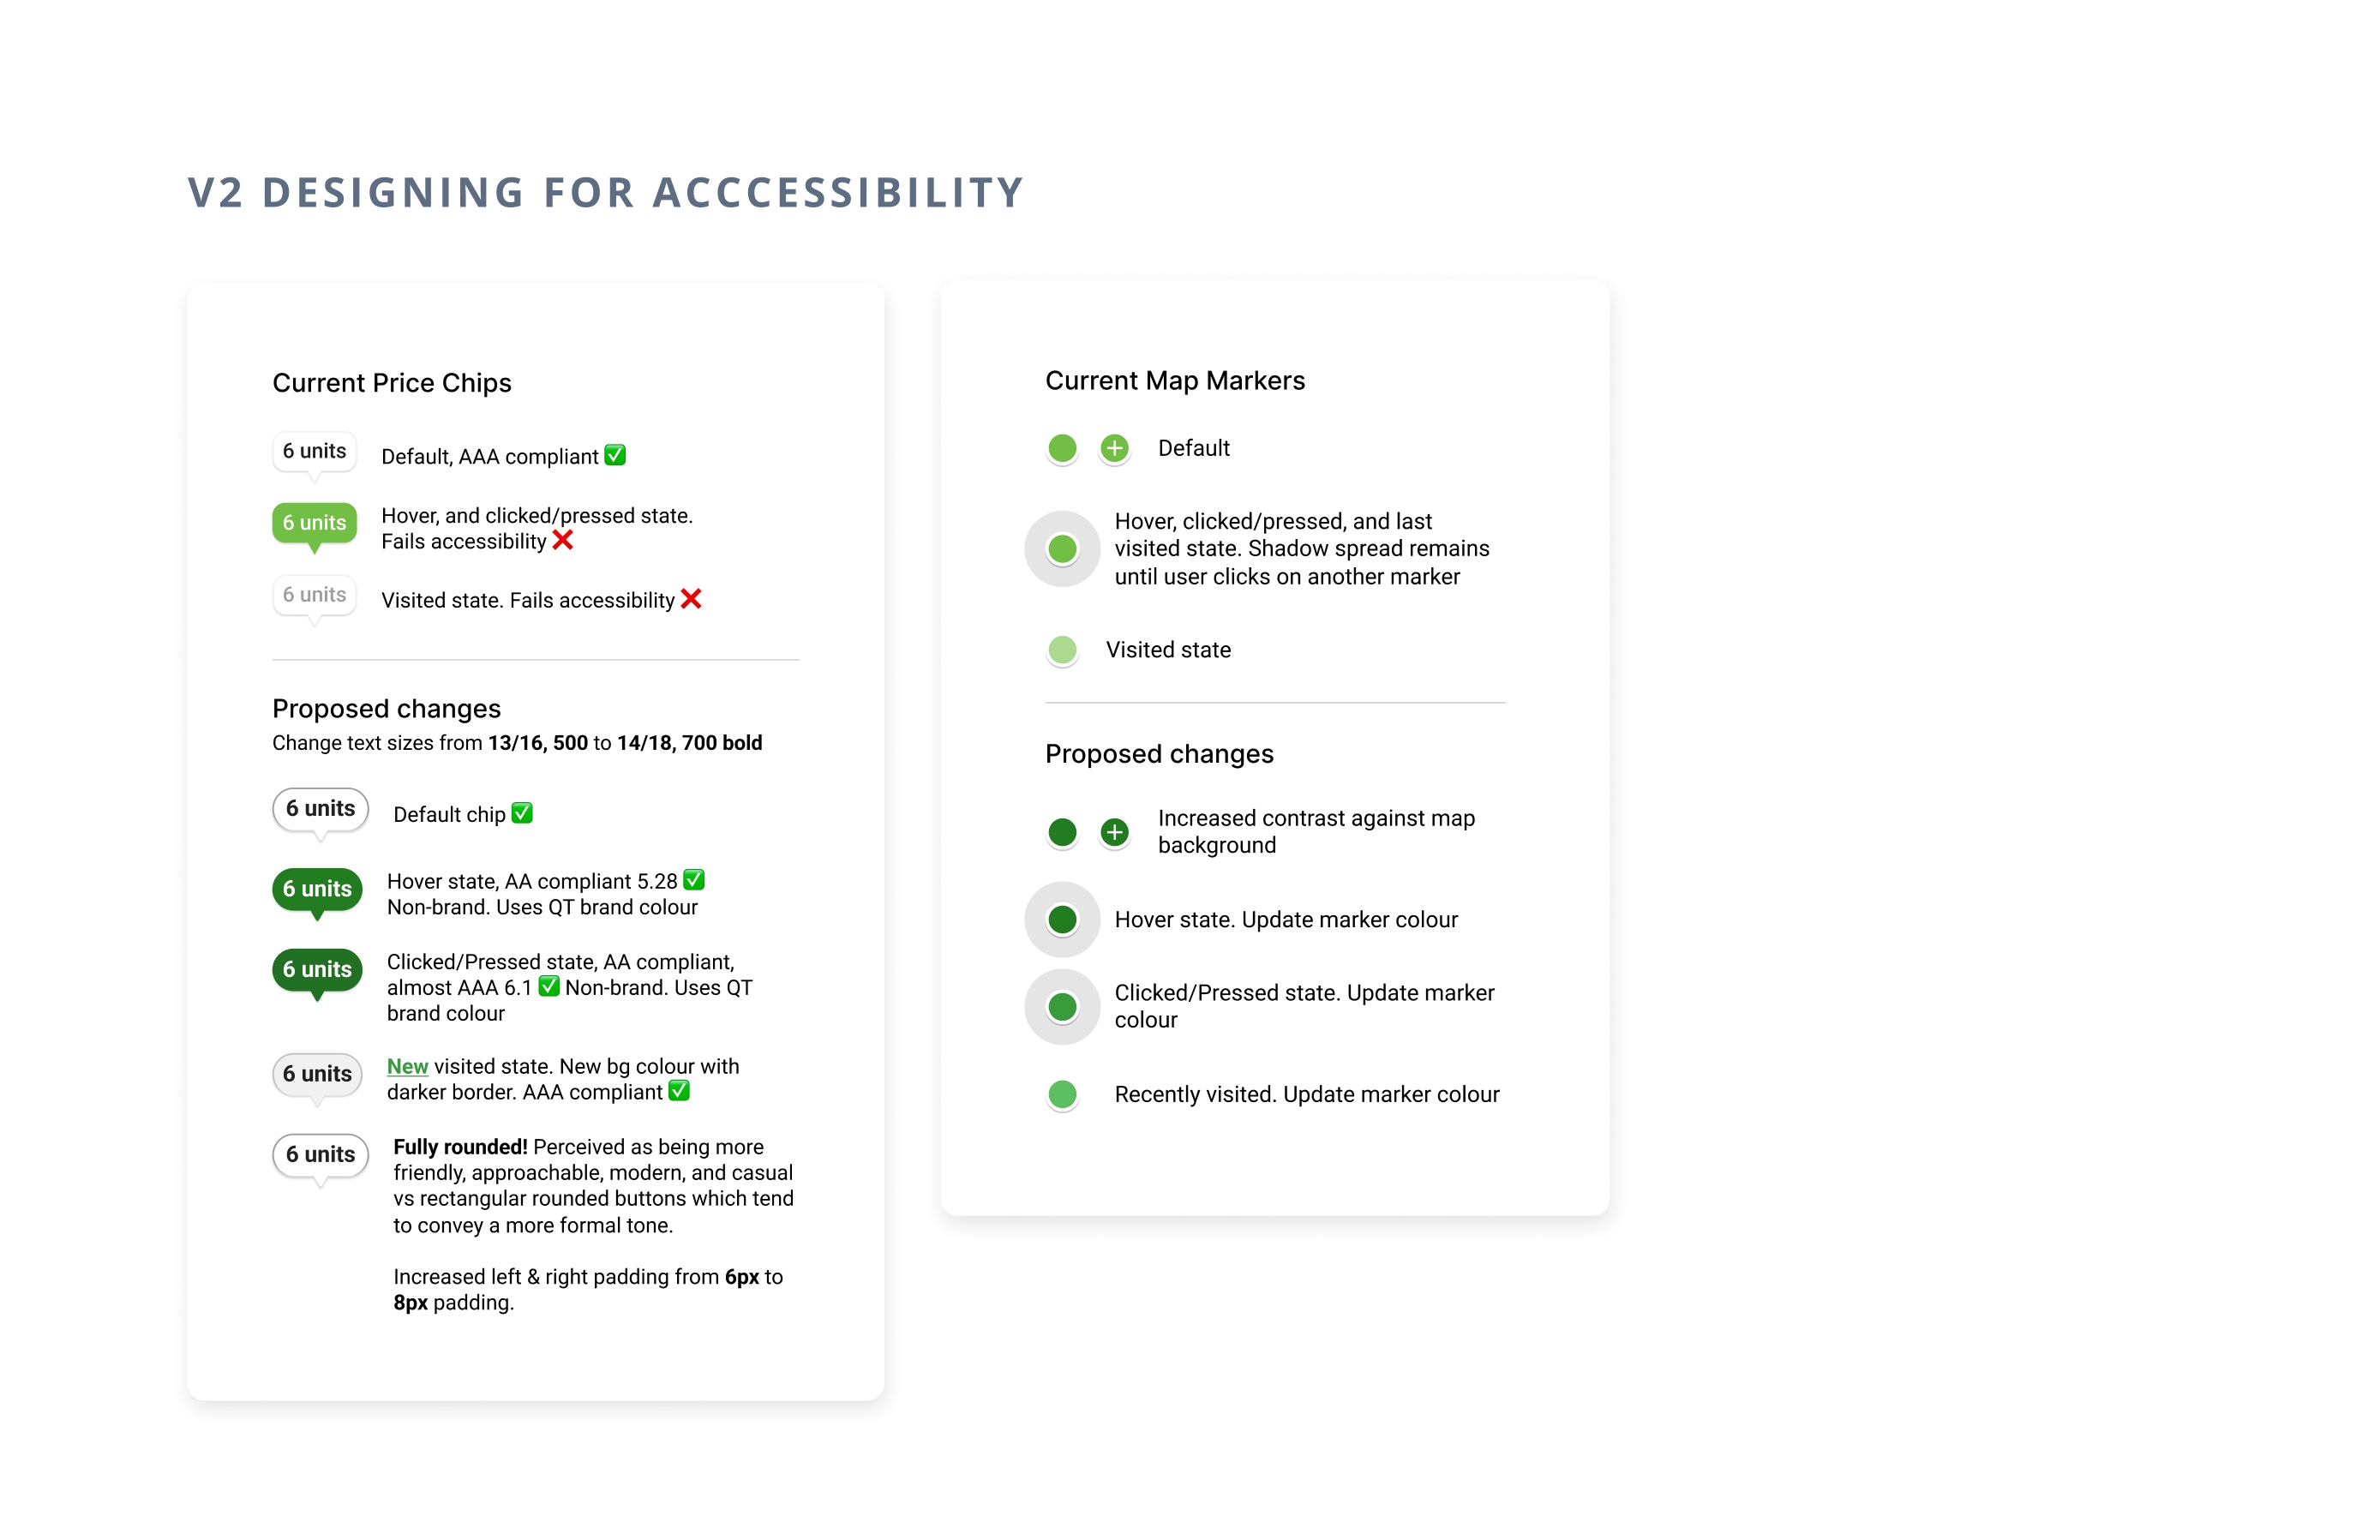 V2 DESIGNING FOR ACCCESSIBILITY
Current Price Chips
6 units
Default, AAA compliant ✅
6 units
Hover, and clicked/pressed state.
Fails accessibility ❌
6 units
Visited state. Fails accessibility ❌
Proposed changes
Change text sizes from 13/16, 500 to 14/18, 700 bold
6 units
Default chip ✅
6 units
Hover state, AA compliant 5.28 ✅
Non-brand. Uses QT brand colour
6 units
Clicked/Pressed state, AA compliant,
almost AAA 6.1 ✅ Non-brand. Uses QT
brand colour
6 units
New visited state. New bg colour with
darker border. AAA compliant ✅
6 units
Fully rounded! Perceived as being more
friendly, approachable, modern, and casual
vs rectangular rounded buttons which tend
to convey a more formal tone.
Increased left & right padding from 6px to
8px padding.
Current Map Markers
Default
Hover, clicked/pressed, and last
visited state. Shadow spread remains
until user clicks on another marker
Visited state
Proposed changes
Increased contrast against map
background
Hover state. Update marker colour
Clicked/Pressed state. Update marker
colour
Recently visited. Update marker colour